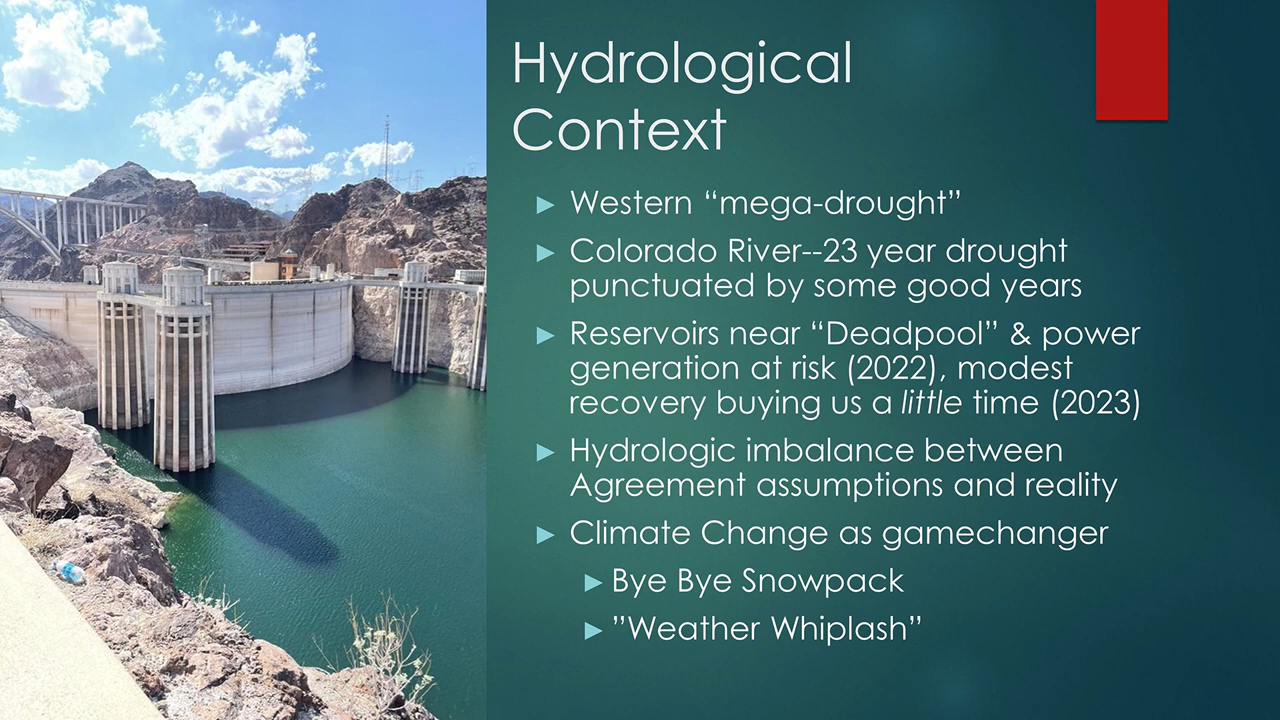 Hydrological
Context
Western “mega-drought”
Colorado River--23 year drought
punctuated by some good years
Reservoirs near “Deadpool” & power
generation at risk (2022), modest
recovery buying us a little time (2023)
Hydrologic imbalance between
Agreement assumptions and reality
Climate Change as gamechanger
Bye Bye Snowpack
”Weather Whiplash”